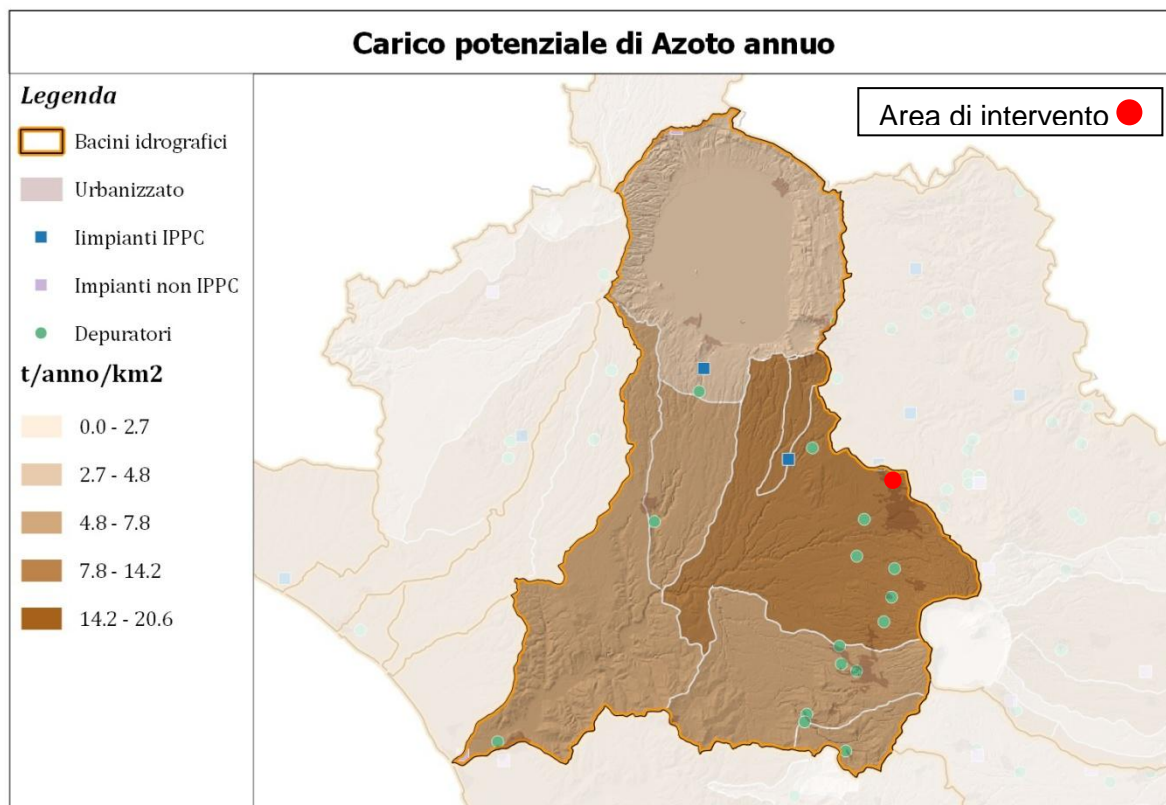 Carico potenziale di Azoto annuo
Legenda
Bacini idrografici
Urbanizzato
Iimpianti IPPC
Impianti non IPPC
Depuratori
t/anno/km2
0.0 - 2.7
2.7 - 4.8
4.8 - 7.8
7.8 - 14.2
14.2 - 20.6
Area di intervento